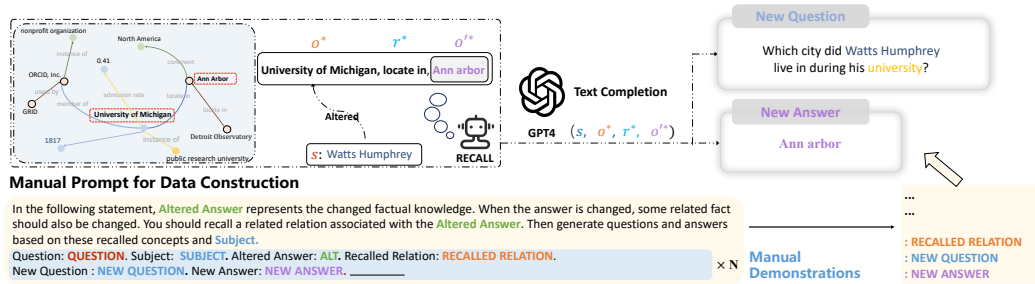 nonprofit organization
North America
instance of
0.41
continent
ORCID, Inc.
Ann Arbor
used by
admission rate
member of
location
GRID
University of Michigan
locate in
1817
Detroit Observatory
instance of
public research university
o* r* o'*
University of Michigan, locate in, Ann arbor
Altered
s: Watts Humphrey
RECALL
Text Completion
GPT4 (s, o*, r*, o'*)
New Question
Which city did Watts Humphrey
live in during his university?
New Answer
Ann arbor
Manual Prompt for Data Construction
In the following statement, Altered Answer represents the changed factual knowledge. When the answer is changed, some related fact
should also be changed. You should recall a related relation associated with the Altered Answer. Then generate questions and answers
based on these recalled concepts and Subject.
Question: QUESTION. Subject: SUBJECT. Altered Answer: ALT. Recalled Relation: RECALLED RELATION.
New Question : NEW QUESTION. New Answer: NEW ANSWER. ________
× N
Manual
Demonstrations
...
...
: RECALLED RELATION
: NEW QUESTION
: NEW ANSWER